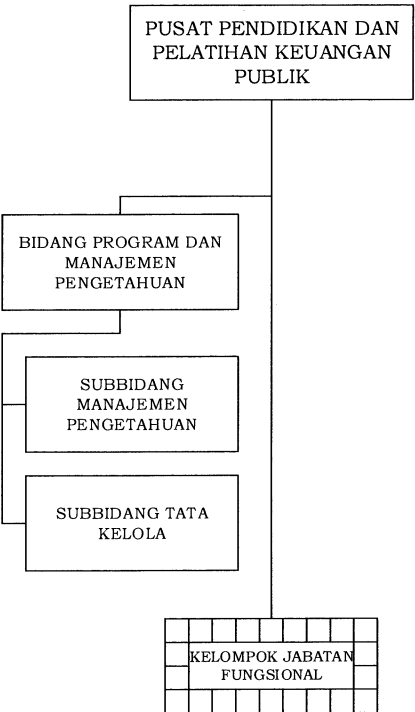 PUSAT PENDIDIKAN DAN
PELATIHAN KEUANGAN
PUBLIK
BIDANG PROGRAM DAN
MANAJEMEN
PENGETAHUAN
SUBBIDANG
MANAJEMEN
PENGETAHUAN
SUBBIDANG TATA
KELOLA
KELOMPOK JABATAN
FUNGSIONAL